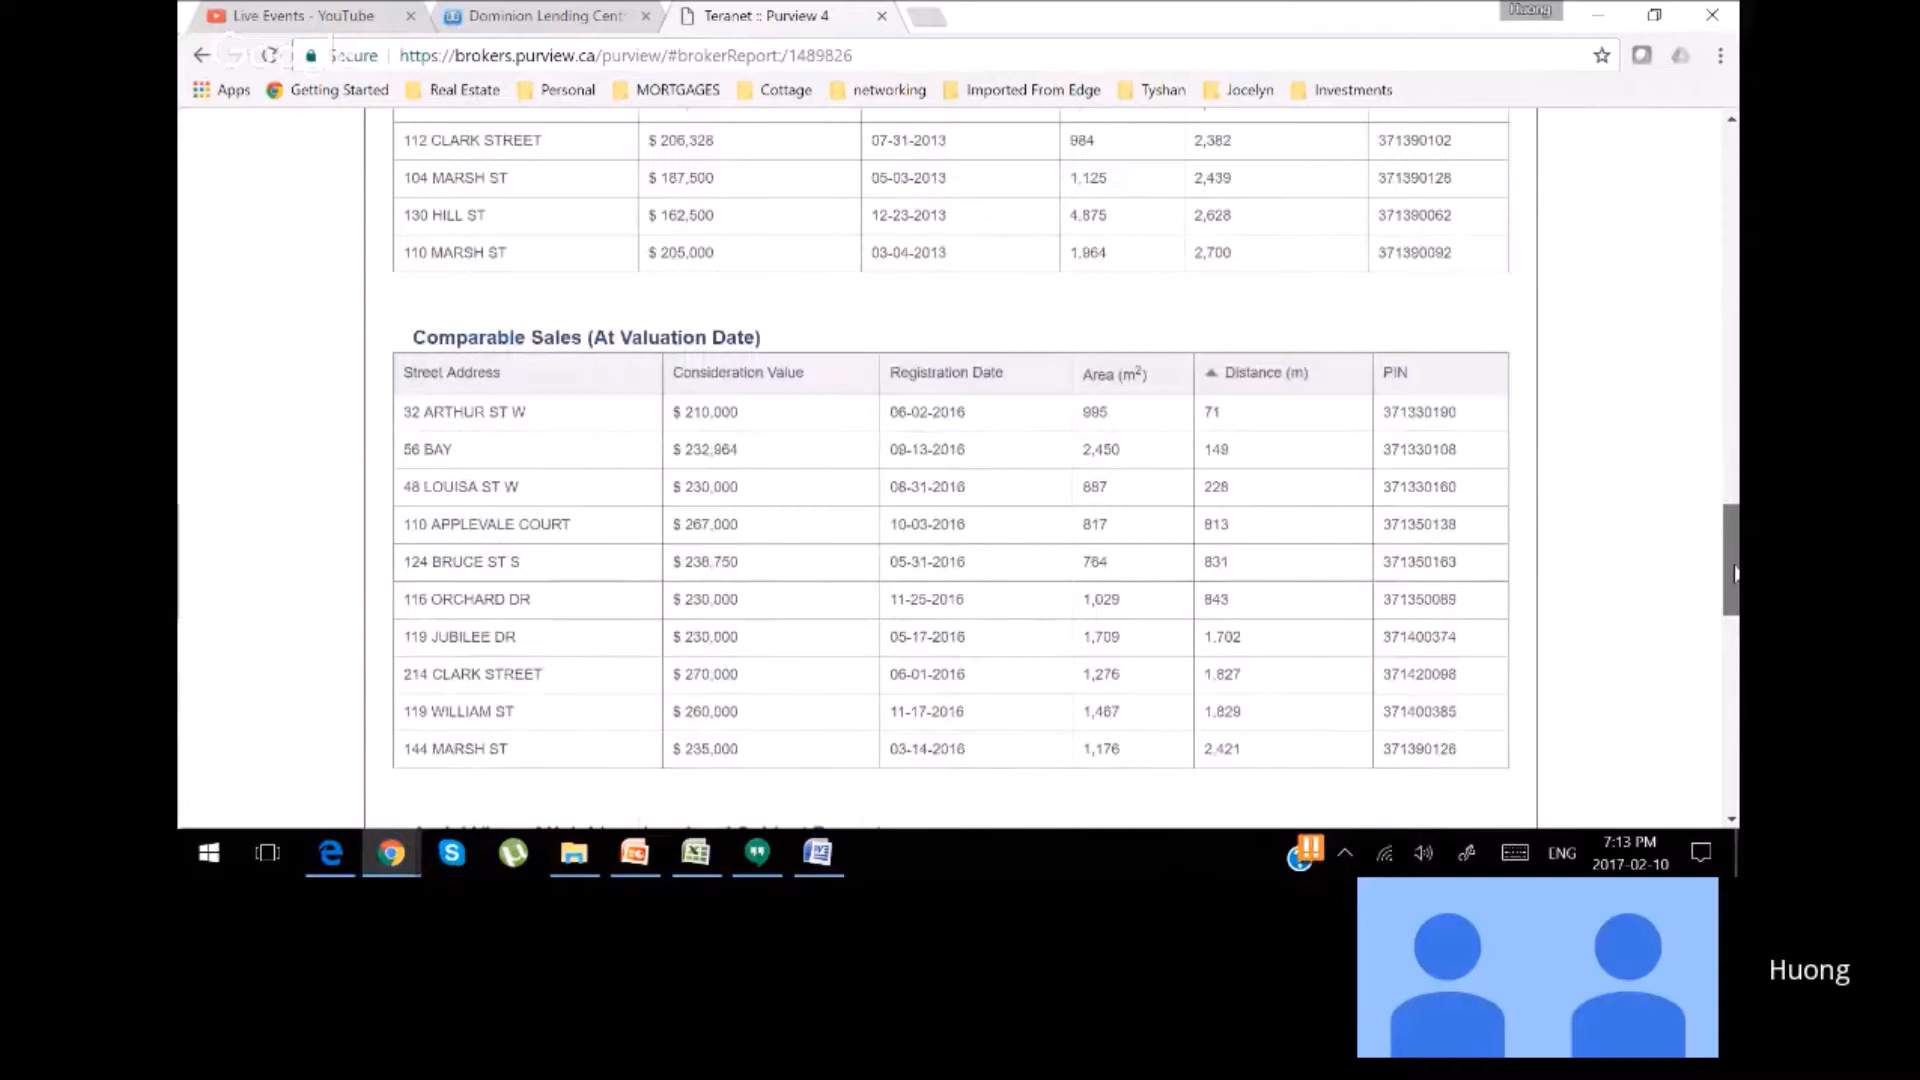 Live Events - YouTube
Dominion Lending Cent
Teranet :: Purview 4
Huong
Secure https://brokers.purview.ca/purview/#brokerReport:/1489826
Apps Getting Started Real Estate Personal MORTGAGES Cottage networking Imported From Edge Tyshan Jocelyn Investments
112 CLARK STREET $ 206,328 07-31-2013 984 2,382 371390102
104 MARSH ST $ 187,500 05-03-2013 1,125 2,439 371390128
130 HILL ST $ 162,500 12-23-2013 4,875 2,628 371390062
110 MARSH ST $ 205,000 03-04-2013 1,964 2,700 371390092
Comparable Sales (At Valuation Date)
Street Address Consideration Value Registration Date Area (m2) Distance (m) PIN
32 ARTHUR ST W $ 210,000 06-02-2016 995 71 371330190
56 BAY $ 232,964 09-13-2016 2,450 149 371330108
48 LOUISA ST W $ 230,000 08-31-2016 887 228 371330160
110 APPLEVALE COURT $ 267,000 10-03-2016 817 813 371350138
124 BRUCE ST S $ 238,750 05-31-2016 764 831 371350163
116 ORCHARD DR $ 230,000 11-25-2016 1,029 843 371350089
119 JUBILEE DR $ 230,000 05-17-2016 1,709 1,702 371400374
214 CLARK STREET $ 270,000 06-01-2016 1,276 1,827 371420098
119 WILLIAM ST $ 260,000 11-17-2016 1,467 1,829 371400385
144 MARSH ST $ 235,000 03-14-2016 1,176 2,421 371390126
ENG
7:13 PM
2017-02-10
Huong